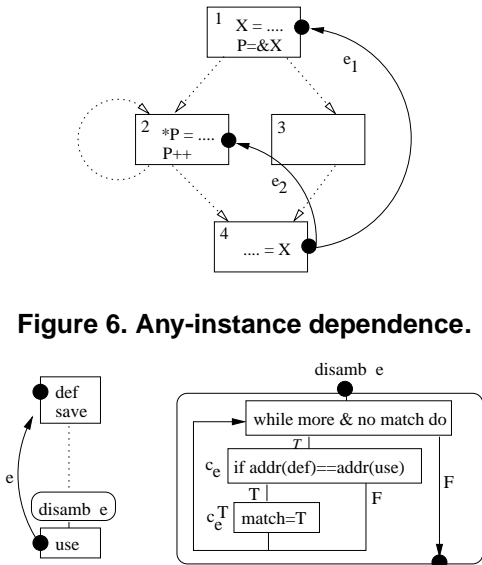 1
X = ....
P=&X
e1
2
*P = ....
P++
3
e2
4
.... = X
Figure 6. Any-instance dependence.
def
save
e
disamb e
use
disamb e
while more & no match do
T
ce
if addr(def)==addr(use)
T
F
F
ceT
match=T